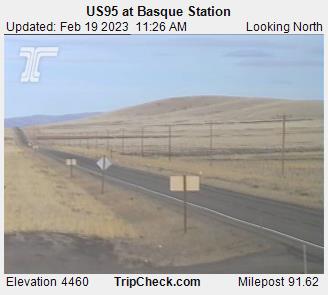 US95 at Basque Station
Updated: Feb 19 2023 11:26 AM Looking North
Elevation 4460 TripCheck.com Milepost 91.62